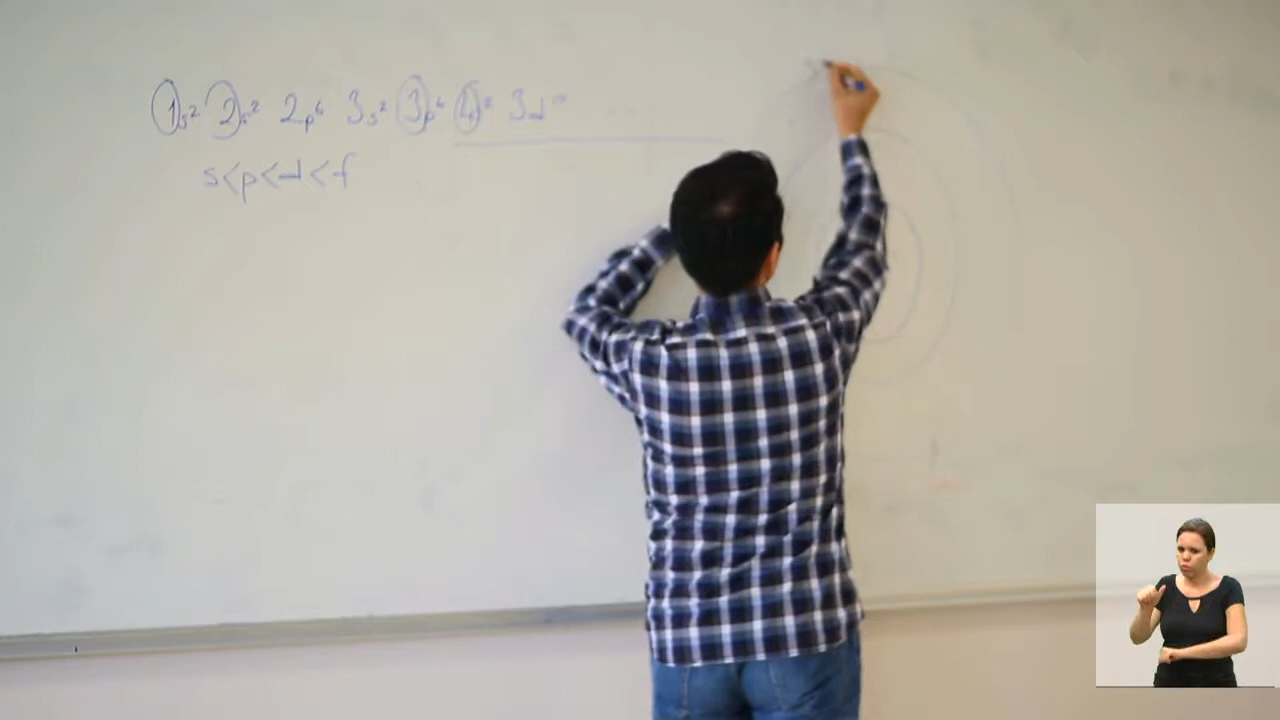 1s² 2s² 2p⁶ 3s² 3p⁶ 4s² 3d¹⁰ ...
s<p<d<f